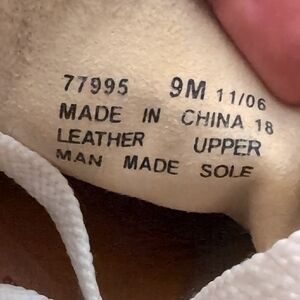 77995 9M 11/06
MADE IN CHINA 18
LEATHER UPPER
MAN MADE SOLE